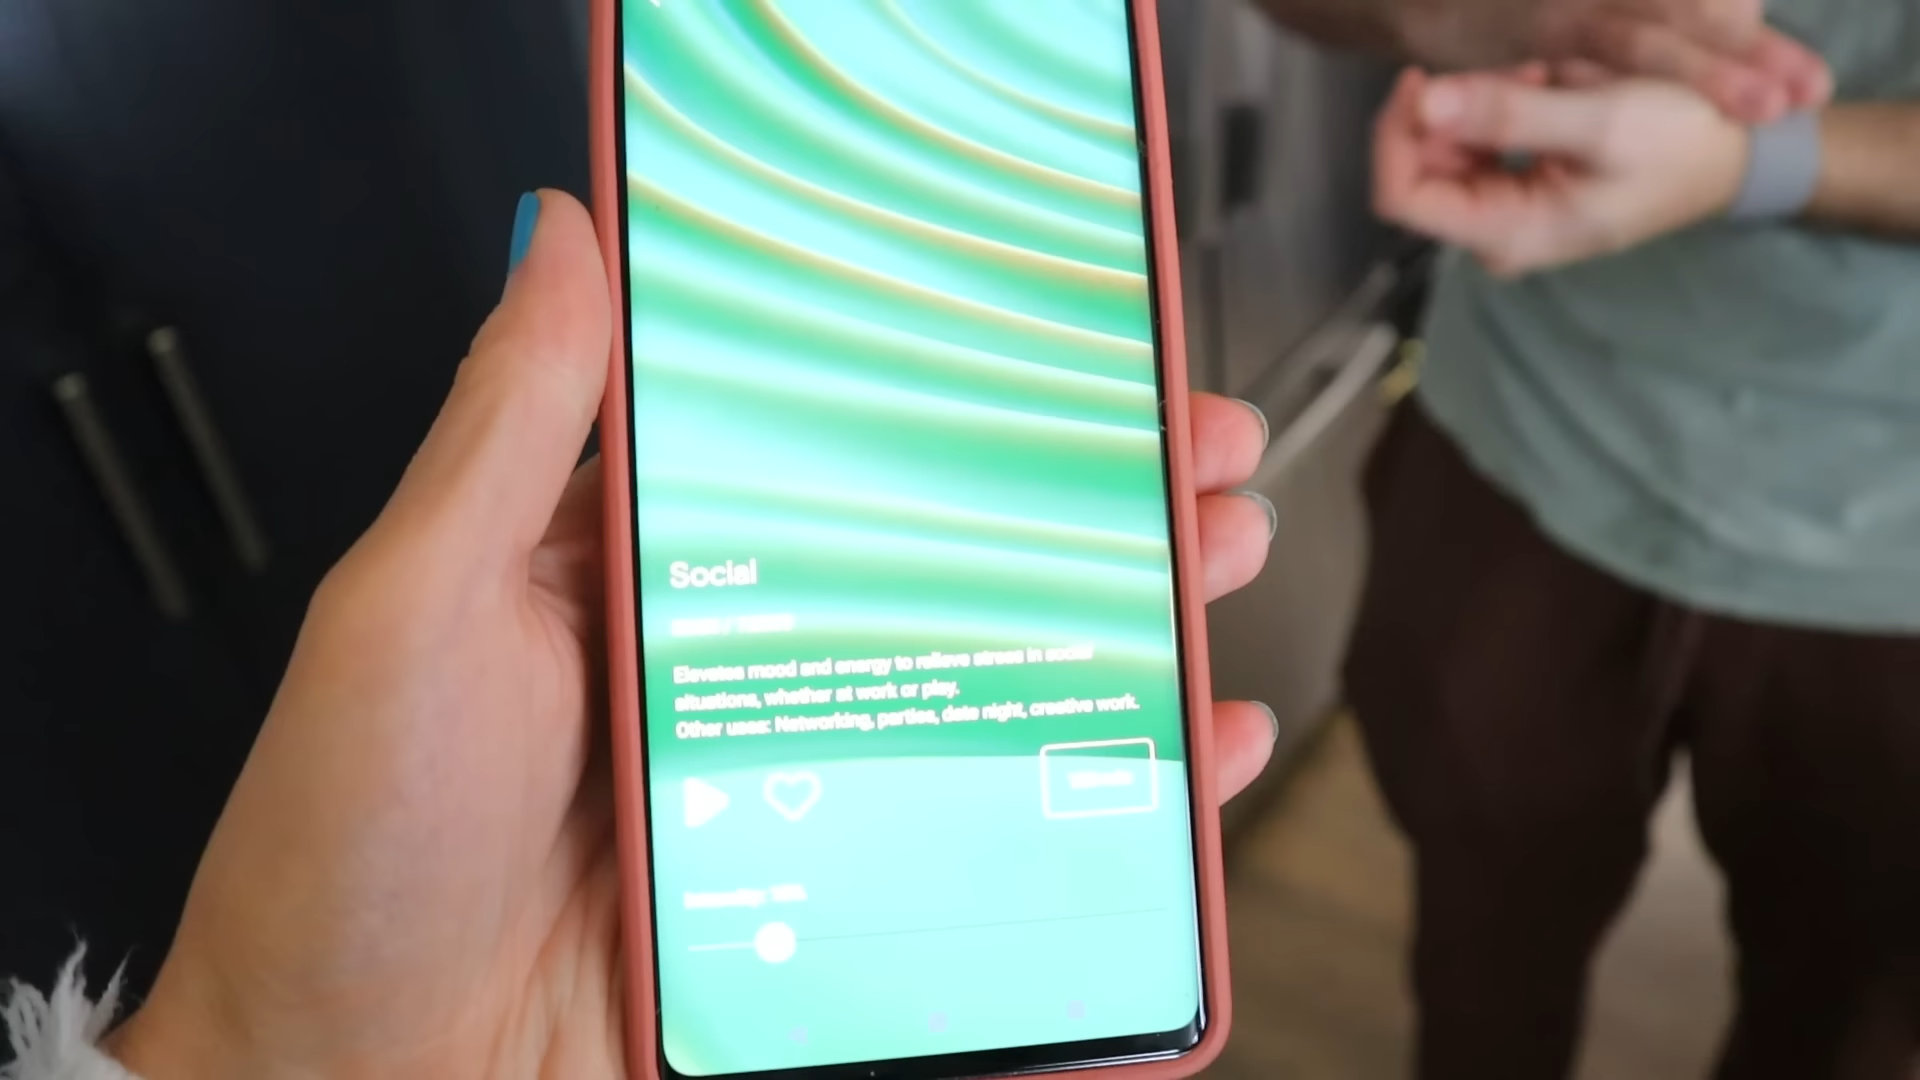 Social
Elevates mood and energy to relieve stress in social
situations, whether at work or play.
Other uses: Networking, parties, date night, creative work.
Intensity: